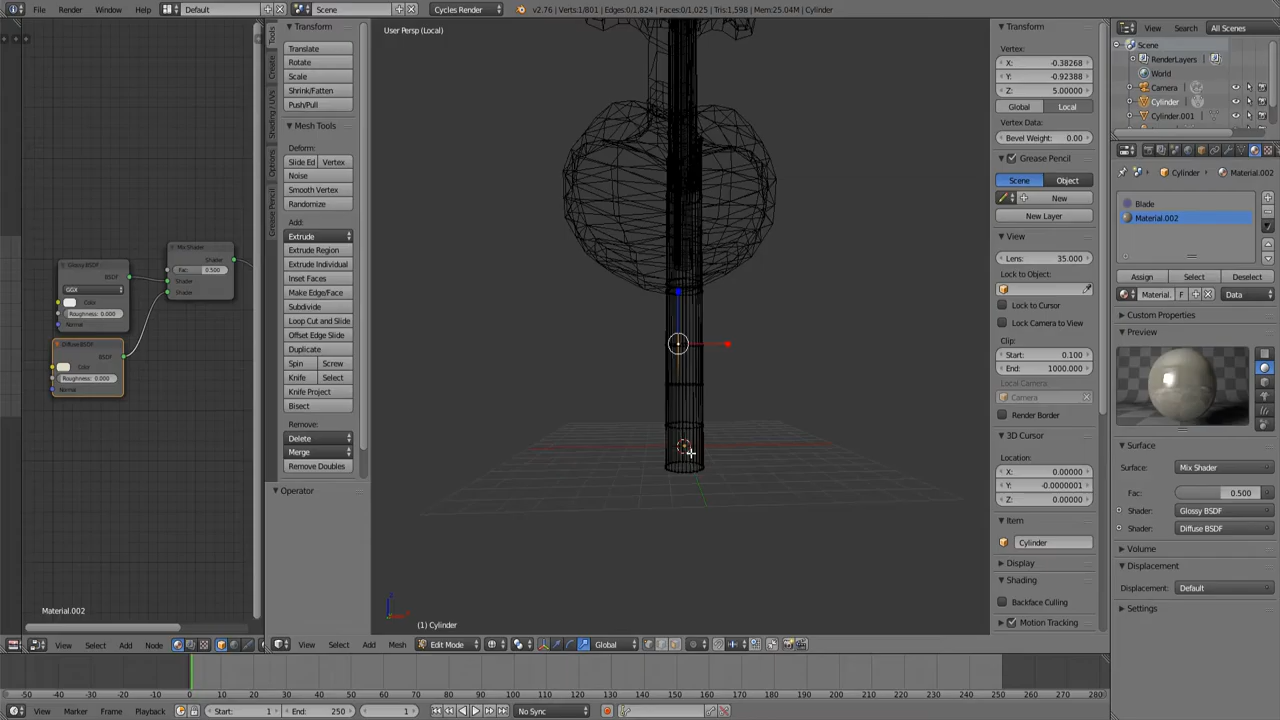 File Render Window Help Default Scene Cycles Render v2.76 | Verts:1/801 | Edges:0/1,824 | Faces:0/1,025 | Tris:1,598 | Mem:25.04M | Cylinder
View Search All Scenes
User Persp (Local)
Tools
Create
Shading / UVs
Options
Grease Pencil
Transform
Translate
Rotate
Scale
Shrink/Fatten
Push/Pull
Mesh Tools
Deform:
Slide Ed Vertex
Noise
Smooth Vertex
Randomize
Add:
Extrude
Extrude Region
Extrude Individual
Inset Faces
Make Edge/Face
Subdivide
Loop Cut and Slide
Offset Edge Slide
Duplicate
Spin Screw
Knife Select
Knife Project
Bisect
Remove:
Delete
Merge
Remove Doubles
Operator
Mix Shader
Shader
Fac: 0.500
Shader
Shader
Glossy BSDF
BSDF
GGX
Color
Roughness: 0.000
Normal
Diffuse BSDF
BSDF
Color
Roughness: 0.000
Normal
Material.002
(1) Cylinder
Transform
Vertex:
X: -0.38268
Y: -0.92388
Z: 5.00000
Global Local
Vertex Data:
Bevel Weight: 0.00
Grease Pencil
Scene Object
New
New Layer
View
Lens: 35.000
Lock to Object:
Lock to Cursor
Lock Camera to View
Clip:
Start: 0.100
End: 1000.000
Local Camera:
Camera
Render Border
3D Cursor
Location:
X: 0.00000
Y: -0.0000001
Z: 0.00000
Item
Cylinder
Display
Shading
Backface Culling
Motion Tracking
Scene
RenderLayers
World
Camera
Cylinder
Cylinder.001
Cylinder Material.002
Blade
Material.002
Assign Select Deselect
Material. F Data
Custom Properties
Preview
Surface
Surface: Mix Shader
Fac: 0.500
Shader: Glossy BSDF
Shader: Diffuse BSDF
Volume
Displacement
Displacement: Default
Settings
View Select Add Node
View Select Add Mesh Edit Mode Global
-50 -40 -30 -20 -10 0 10 20 30 40 50 60 70 80 90 100 110 120 130 140 150 160 170 180 190 200 210 220 230 240 250 260 270 280
View Marker Frame Playback Start: 1 End: 250 1 No Sync